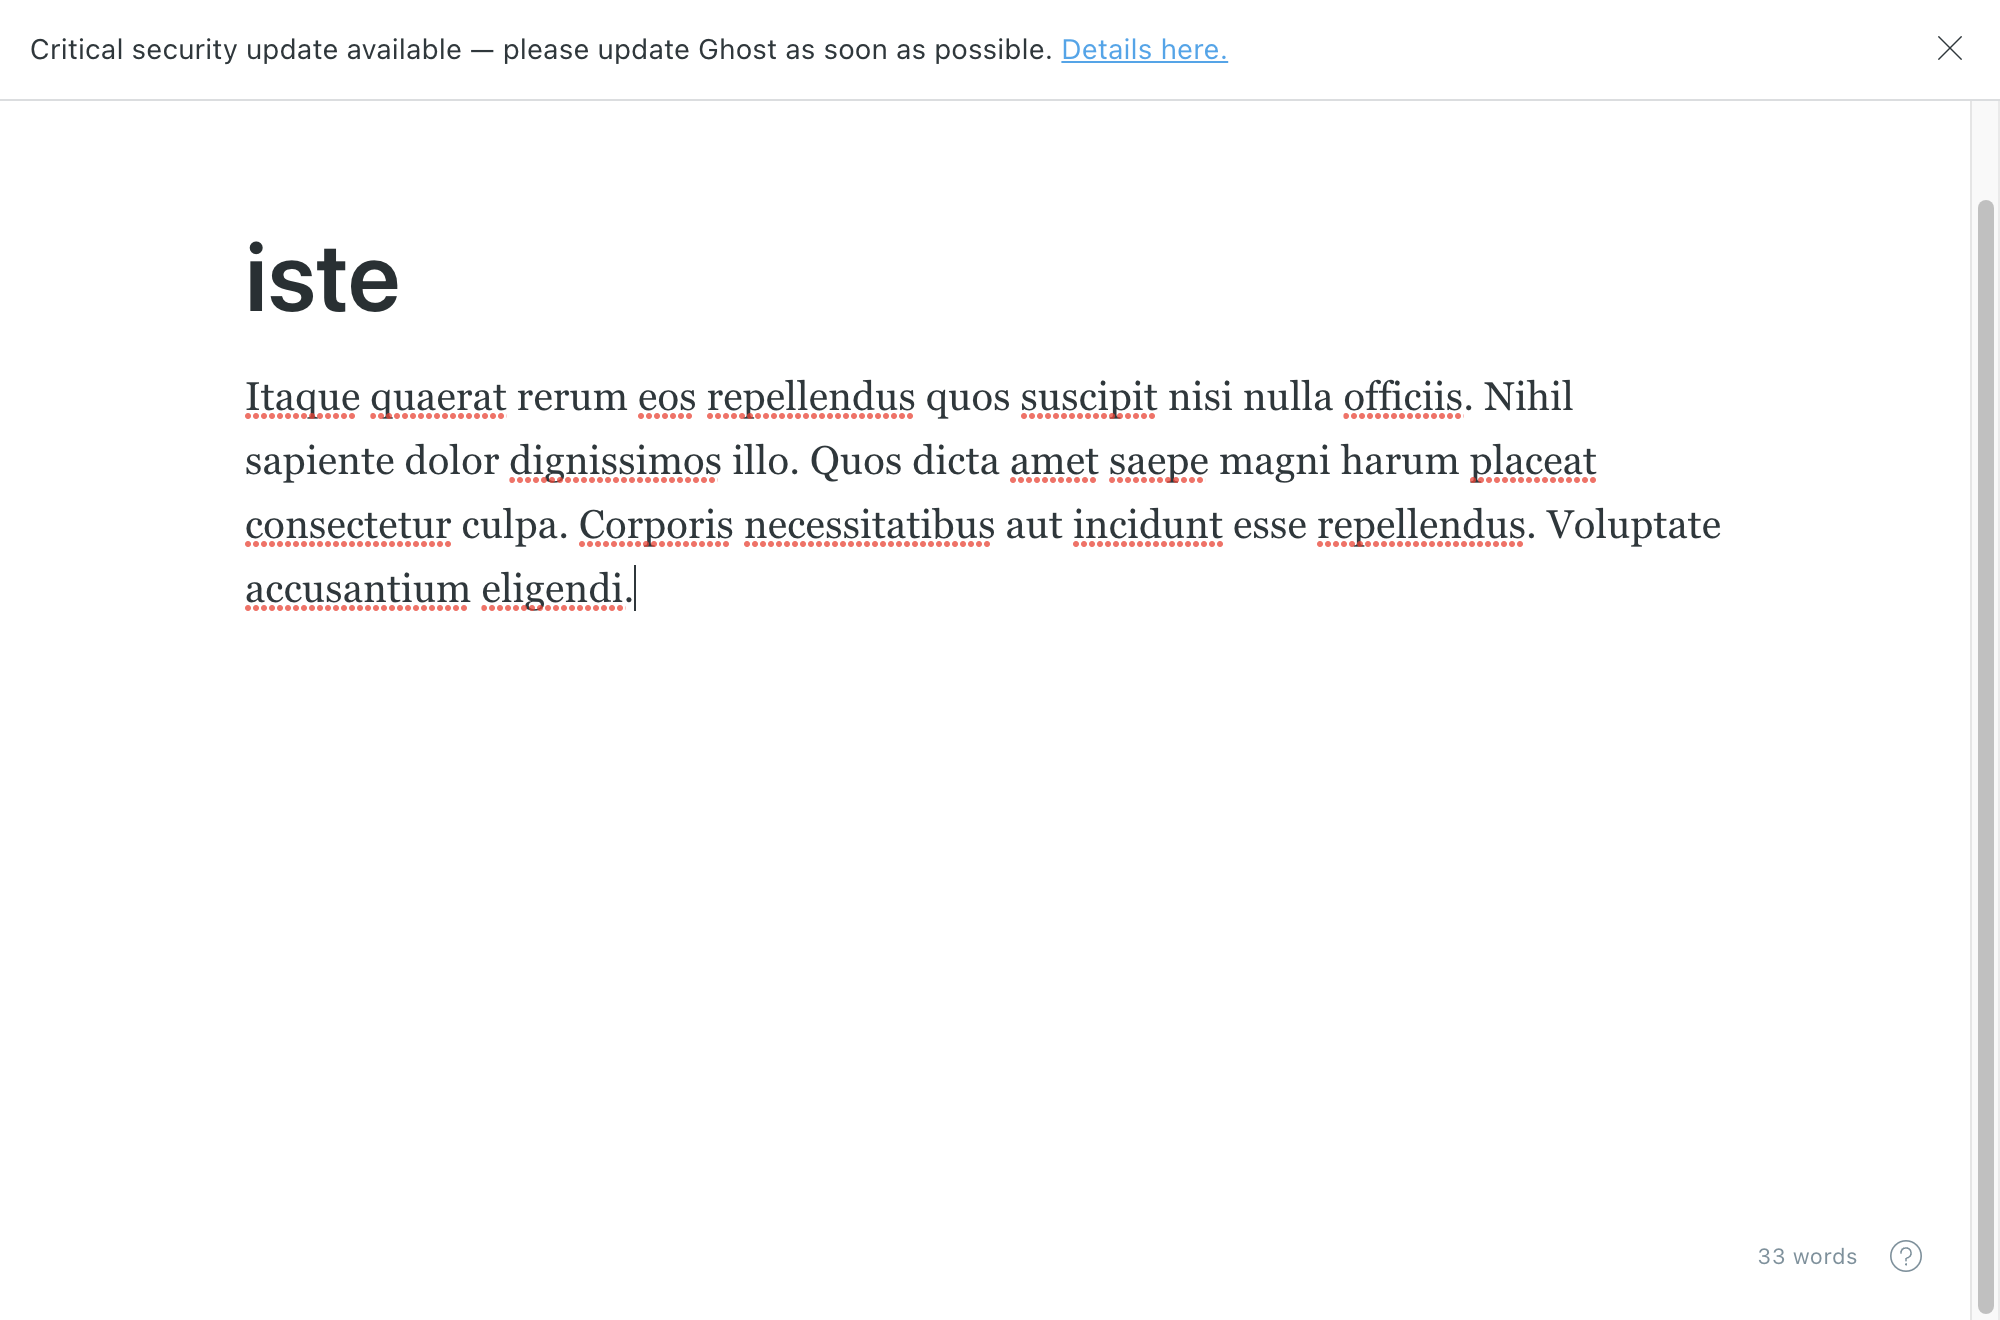 Critical security update available — please update Ghost as soon as possible. Details here.
iste
Itaque quaerat rerum eos repellendus quos suscipit nisi nulla officiis. Nihil
sapiente dolor dignissimos illo. Quos dicta amet saepe magni harum placeat
consectetur culpa. Corporis necessitatibus aut incidunt esse repellendus. Voluptate
accusantium eligendi.
33 words
?